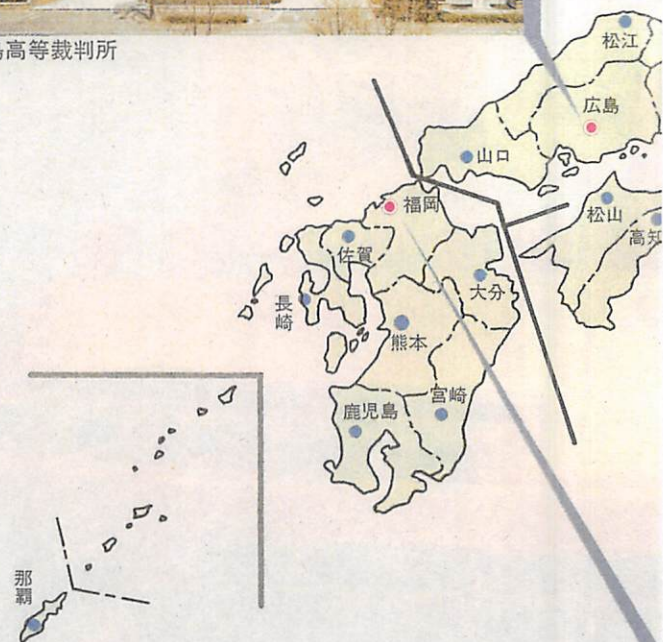 島高等裁判所
松江
広島
山口
福岡
松山
高知
佐賀
大分
長崎
熊本
宮崎
鹿児島
那覇